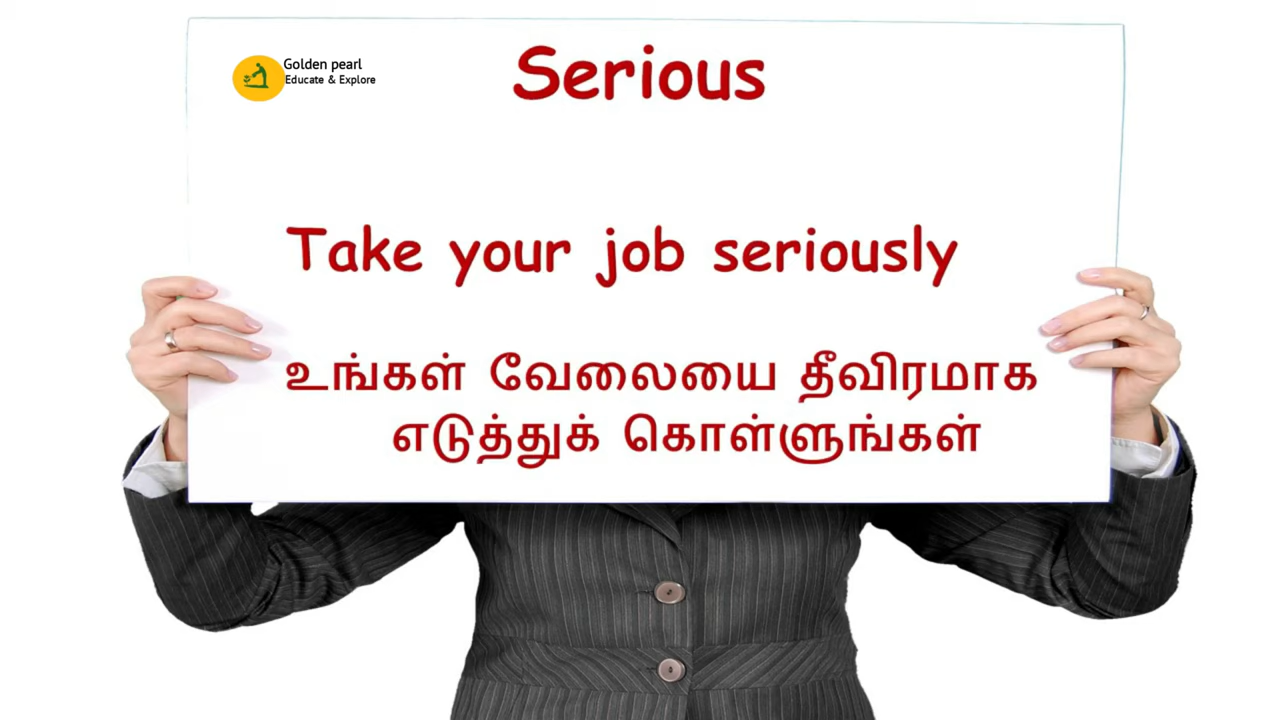 Golden pearl
Educate & Explore
Serious
Take your job seriously
உங்கள் வேலையை தீவிரமாக
எடுத்துக் கொள்ளுங்கள்